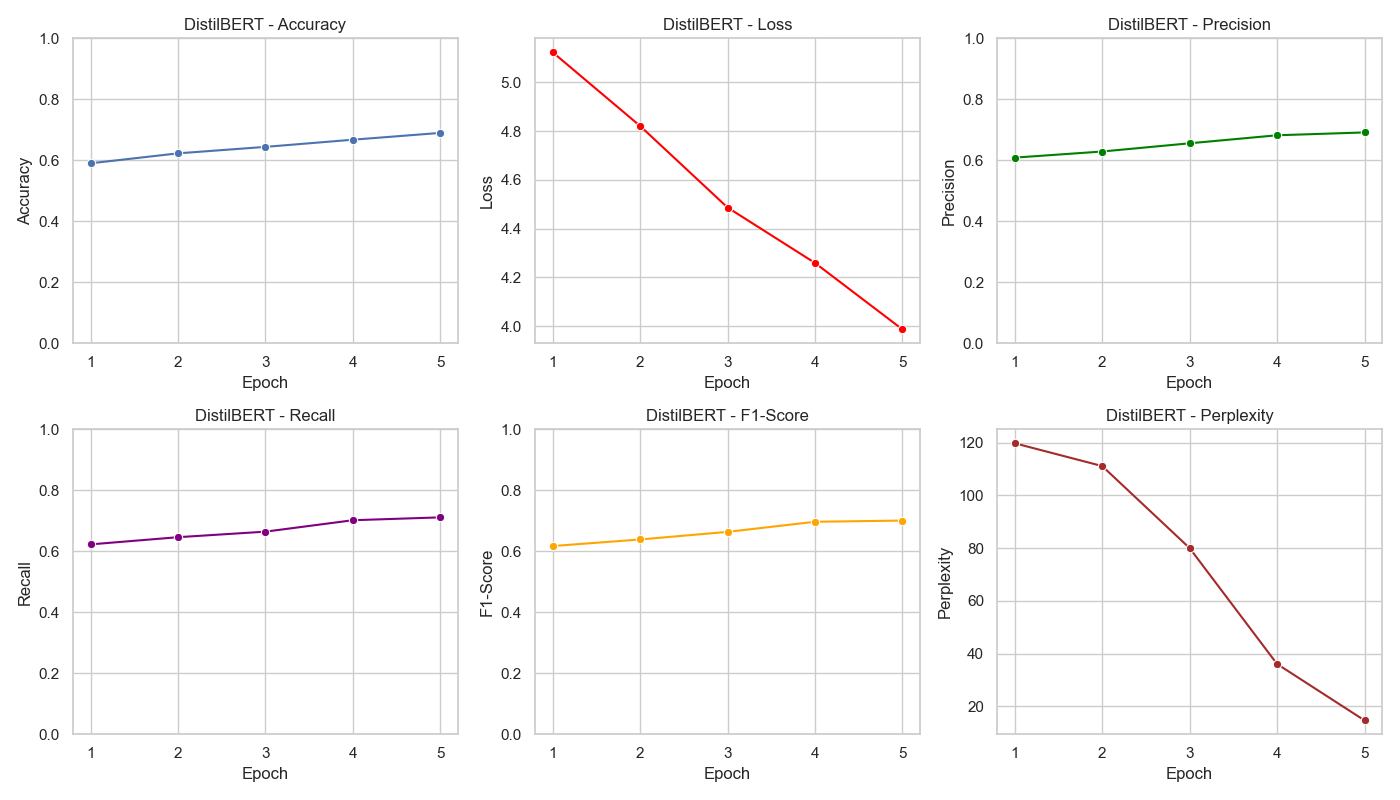 DistilBERT - Accuracy
1.0
0.8
0.6
0.4
0.2
0.0
Accuracy
1 2 3 4 5
Epoch
DistilBERT - Loss
5.0
4.8
4.6
4.4
4.2
4.0
Loss
1 2 3 4 5
Epoch
DistilBERT - Precision
1.0
0.8
0.6
0.4
0.2
0.0
Precision
1 2 3 4 5
Epoch
DistilBERT - Recall
1.0
0.8
0.6
0.4
0.2
0.0
Recall
1 2 3 4 5
Epoch
DistilBERT - F1-Score
1.0
0.8
0.6
0.4
0.2
0.0
F1-Score
1 2 3 4 5
Epoch
DistilBERT - Perplexity
120
100
80
60
40
20
Perplexity
1 2 3 4 5
Epoch